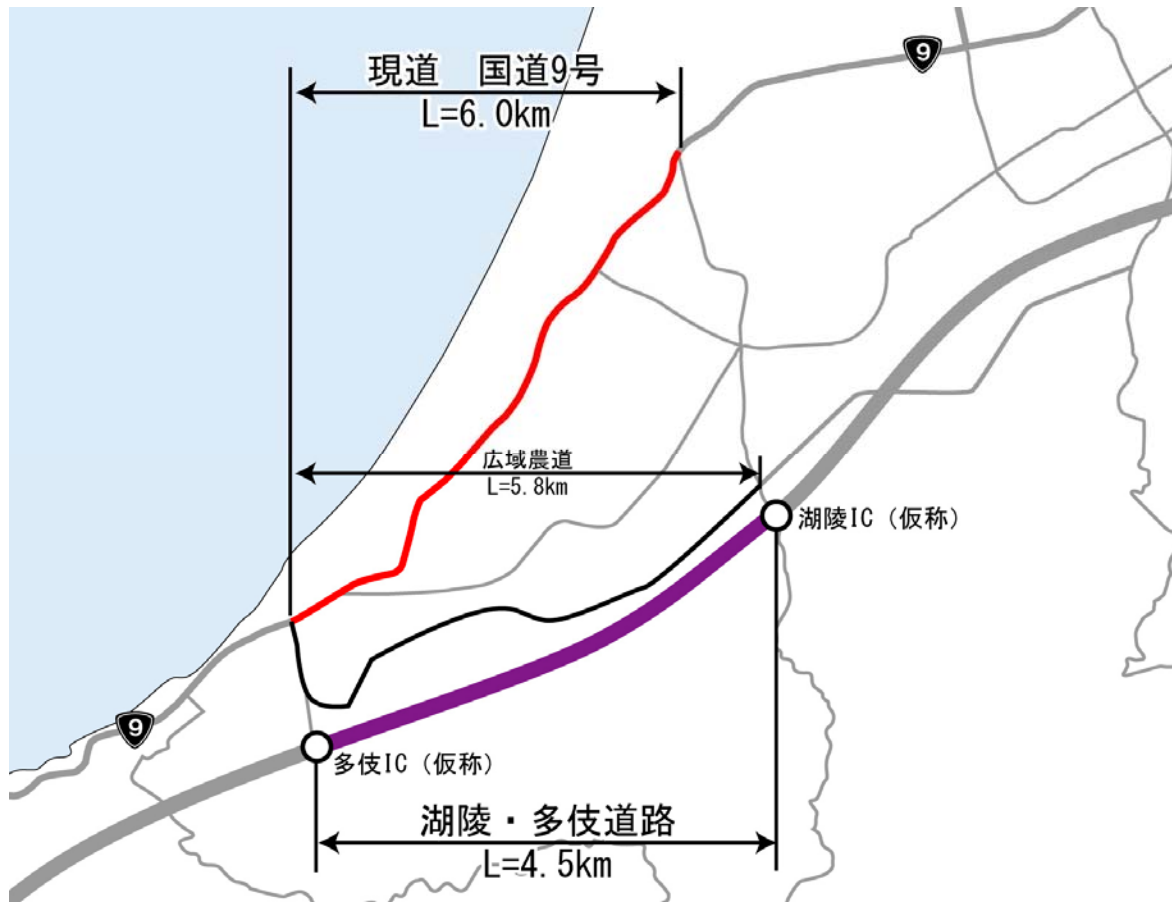 現道　国道9号
L=6.0km
9
広域農道
L=5.8km
湖陵IC（仮称）
9
多伎IC（仮称）
湖陵・多伎道路
L=4.5km